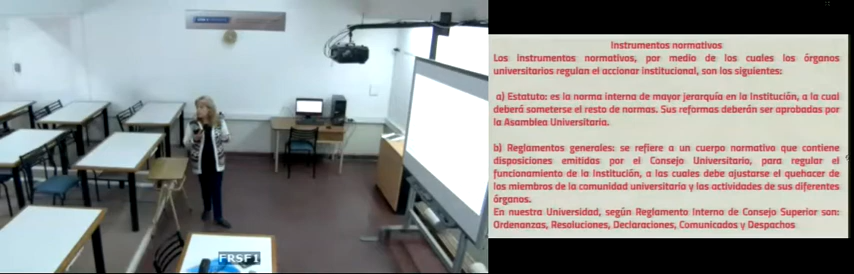 FRSF1
Instrumentos normativos
Los instrumentos normativos, por medio de los cuales los órganos
universitarios regulan el accionar institucional, son los siguientes:
a) Estatuto: es la norma interna de mayor jerarquía en la Institución, a la cual
deberá someterse el resto de normas. Sus reformas deberán ser aprobadas por
la Asamblea Universitaria.
b) Reglamentos generales: se refiere a un cuerpo normativo que contiene
disposiciones emitidas por el Consejo Universitario, para regular el
funcionamiento de la Institución, a las cuales debe ajustarse el quehacer de
los miembros de la comunidad universitaria y las actividades de sus diferentes
órganos.
En nuestra Universidad, según Reglamento Interno de Consejo Superior son:
Ordenanzas, Resoluciones, Declaraciones, Comunicados y Despachos